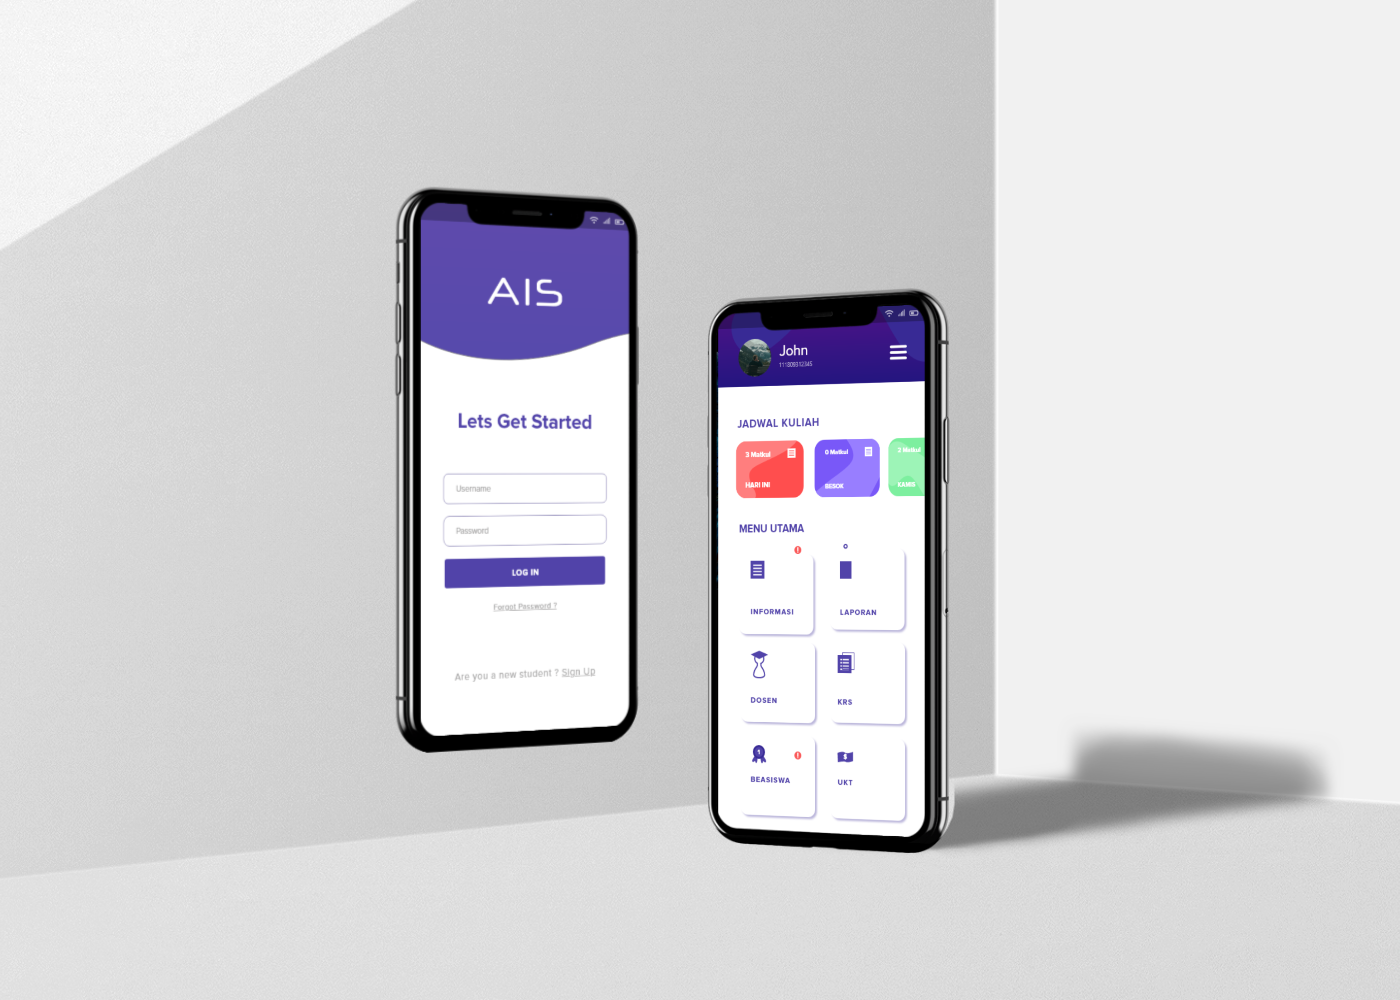 AIS
Lets Get Started
Username
Password
LOG IN
Forgot Password ?
Are you a new student ? Sign Up
John
JADWAL KULIAH
3 Matkul
HARI INI
0 Matkul
BESOK
2 Matkul
KAMIS
MENU UTAMA
INFORMASI
LAPORAN
DOSEN
KRS
1
BEASISWA
$
UKT